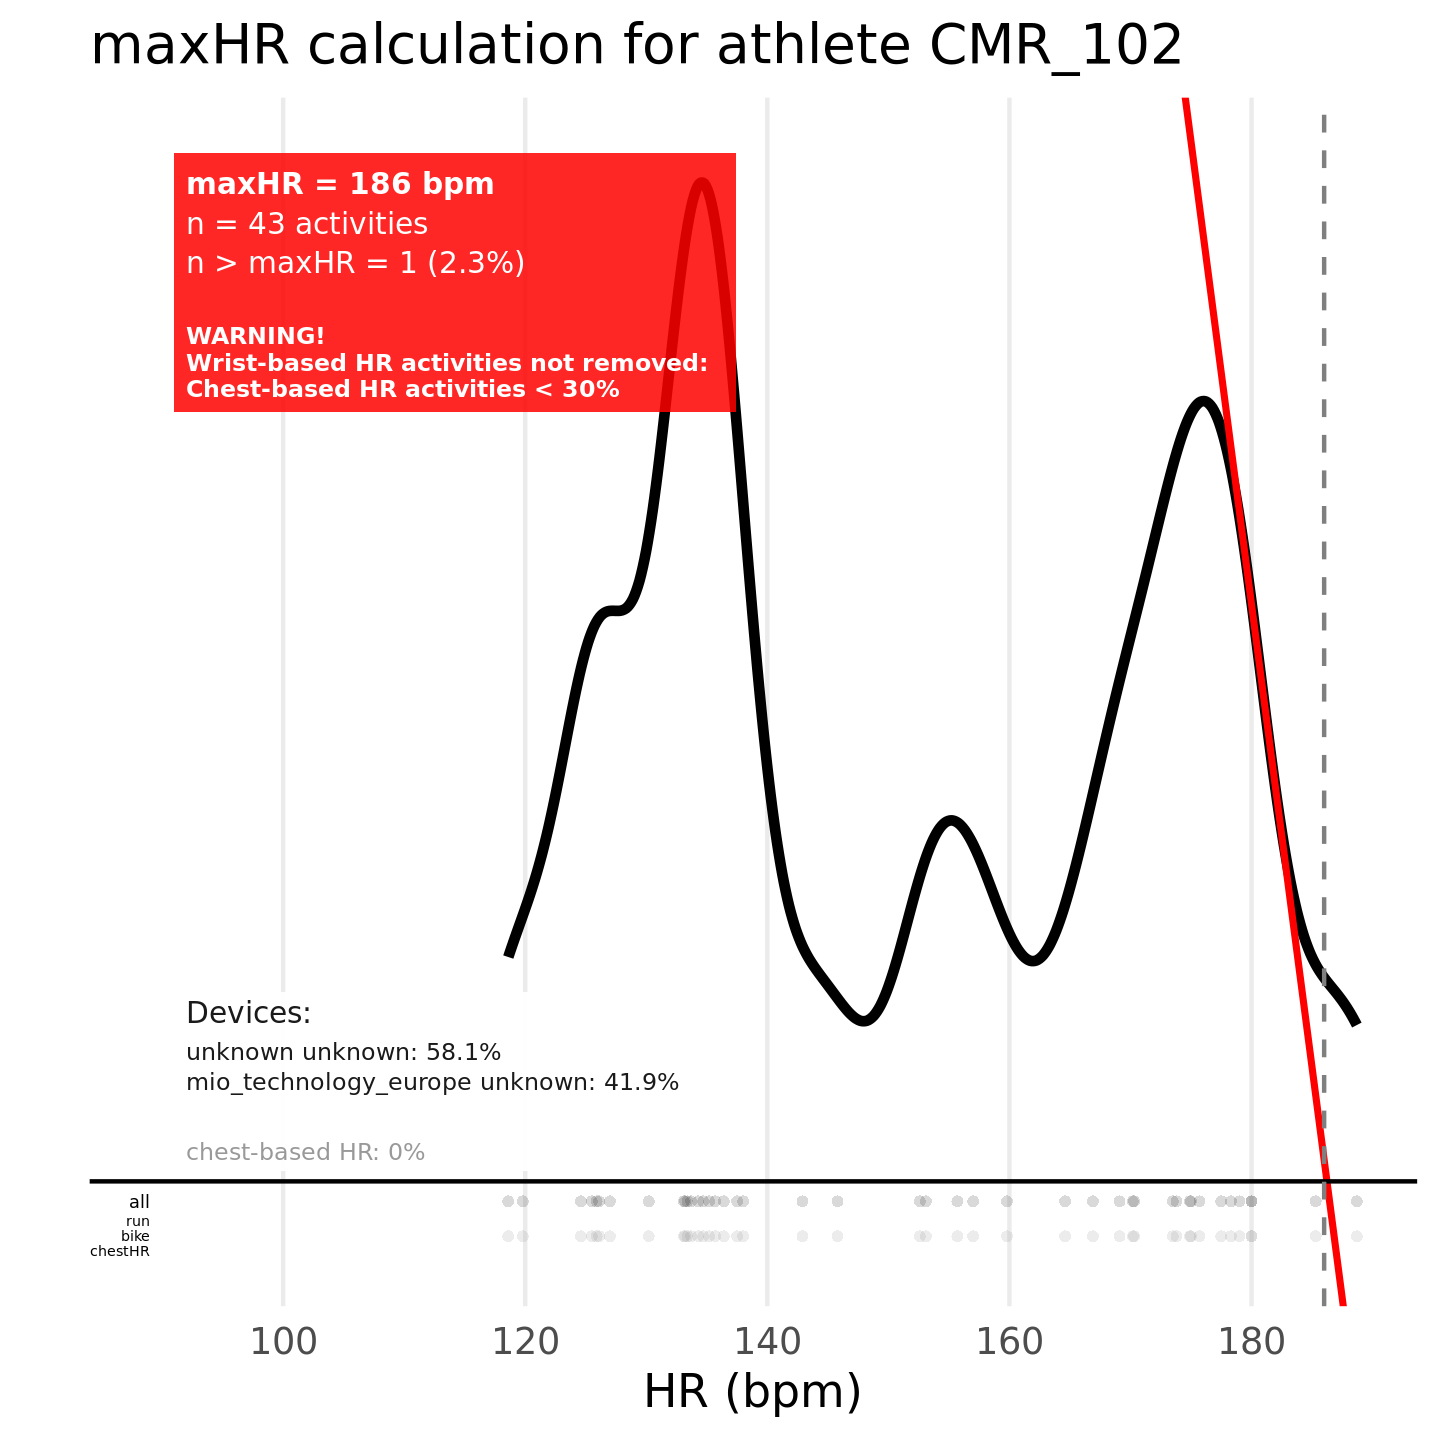 maxHR calculation for athlete CMR_102
maxHR = 186 bpm
n = 43 activities
n > maxHR = 1 (2.3%)
WARNING!
Wrist-based HR activities not removed:
Chest-based HR activities < 30%
Devices:
unknown unknown: 58.1%
mio_technology_europe unknown: 41.9%
chest-based HR: 0%
all
run
bike
chestHR
100 120 140 160 180
HR (bpm)